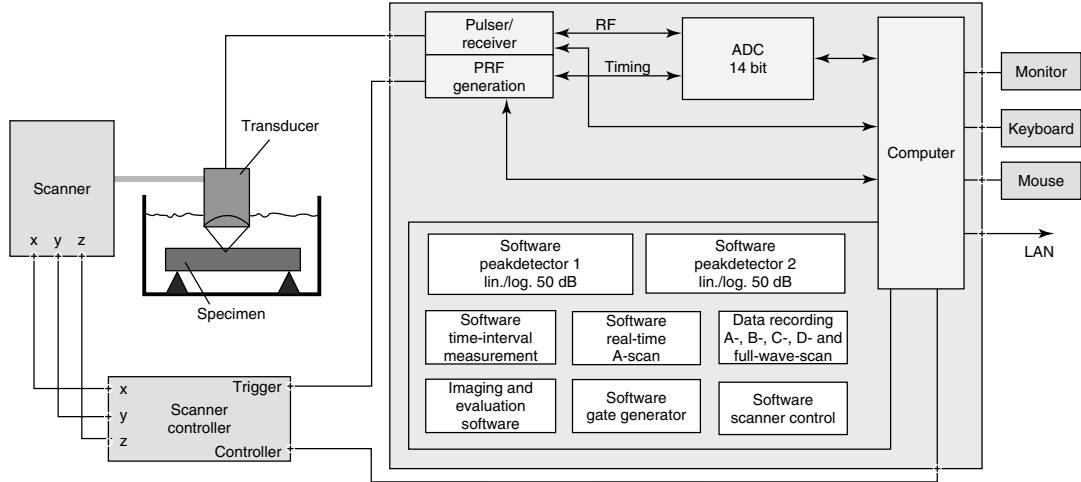 Pulser/
receiver
PRF
generation
RF
Timing
ADC
14 bit
Computer
Monitor
Keyboard
Mouse
LAN
Transducer
Scanner
x y z
Specimen
Software
peakdetector 1
lin./log. 50 dB
Software
peakdetector 2
lin./log. 50 dB
Software
time-interval
measurement
Software
real-time
A-scan
Data recording
A-, B-, C-, D- and
full-wave-scan
Imaging and
evaluation
software
Software
gate generator
Software
scanner control
x
y
z
Trigger
Scanner
controller
Controller